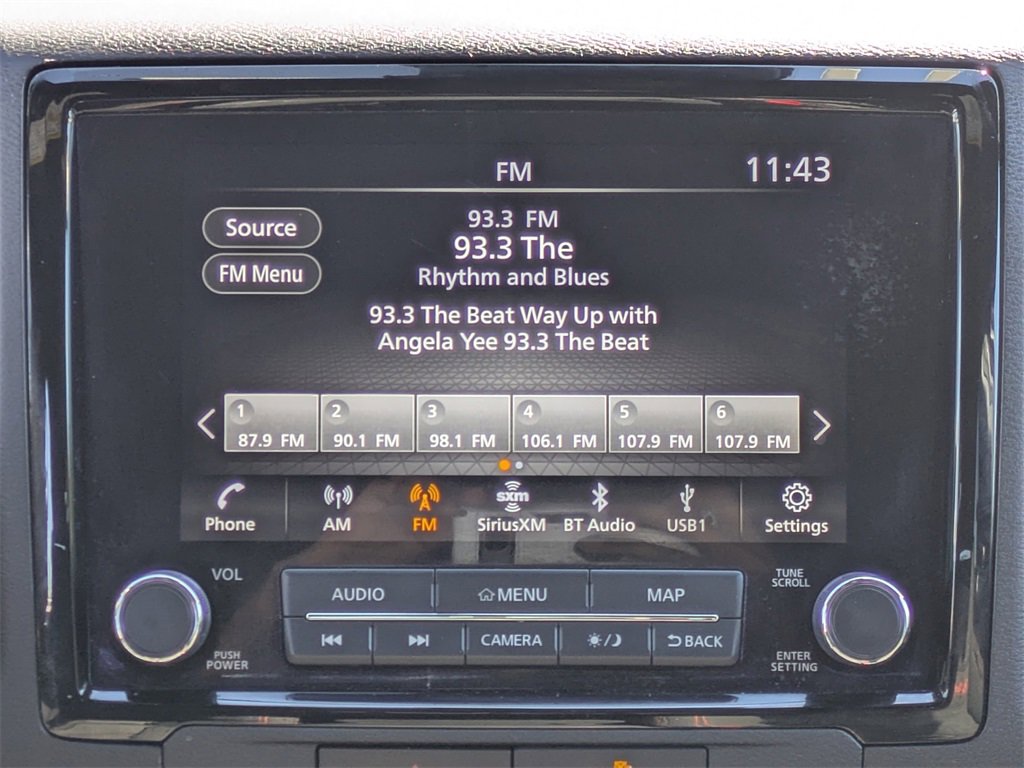 FM
11:43
Source
FM Menu
93.3 FM
93.3 The
Rhythm and Blues
93.3 The Beat Way Up with
Angela Yee 93.3 The Beat
1
87.9 FM
2
90.1 FM
3
98.1 FM
4
106.1 FM
5
107.9 FM
6
107.9 FM
sxm
Phone
AM
FM
SiriusXM
BT Audio
USB1
Settings
VOL
PUSH
POWER
AUDIO
MENU
MAP
CAMERA
BACK
TUNE
SCROLL
ENTER
SETTING